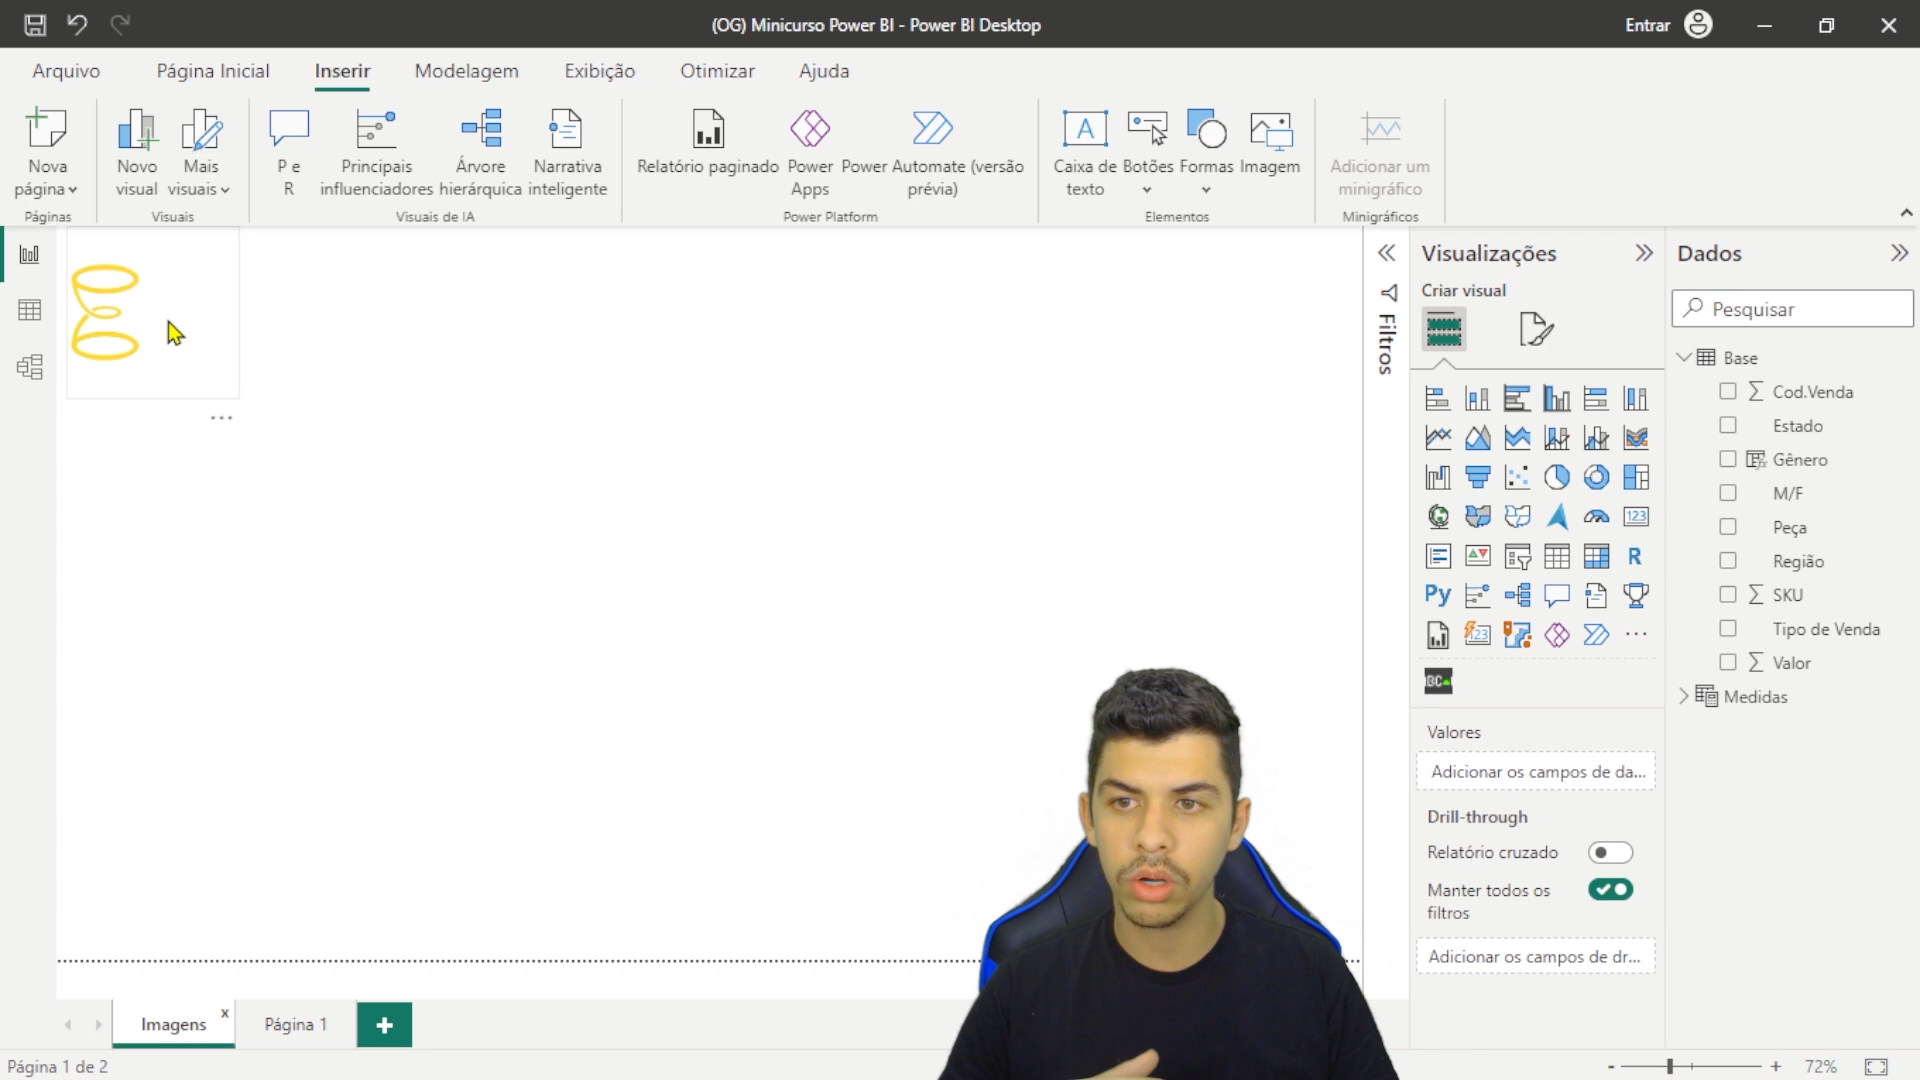 (OG) Minicurso Power BI - Power BI Desktop
Entrar
Arquivo
Página Inicial
Inserir
Modelagem
Exibição
Otimizar
Ajuda
Nova
página
Páginas
Novo
visual
Mais
visuais
Visuais
P e
R
Principais
influenciadores
Árvore
hierárquica
Narrativa
inteligente
Visuais de IA
Relatório paginado
Power
Apps
Power Automate (versão
prévia)
Power Platform
Caixa de
texto
Botões
Formas
Imagem
Elementos
Adicionar um
minigráfico
Minigráficos
Filtros
Visualizações
Criar visual
123
R
Py
123
BC
Valores
Adicionar os campos de da...
Drill-through
Relatório cruzado
Manter todos os
filtros
Adicionar os campos de dr...
Dados
Pesquisar
Base
Cod.Venda
Estado
Gênero
M/F
Peça
Região
SKU
Tipo de Venda
Valor
Medidas
Imagens
x
Página 1
Página 1 de 2
72%